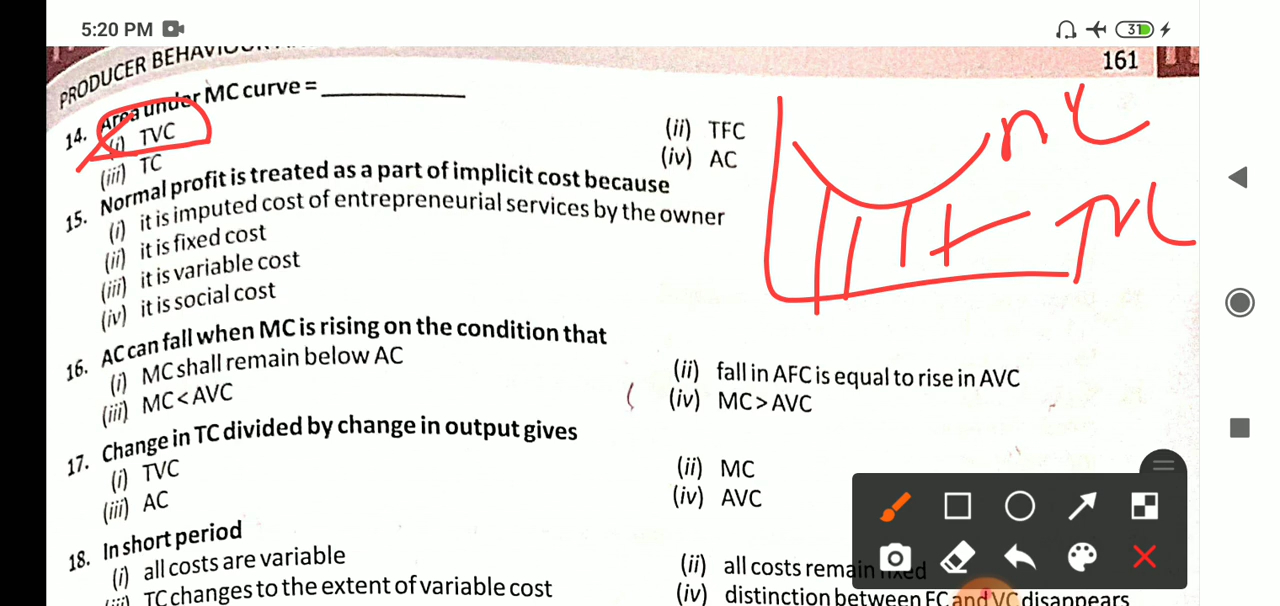 5:20 PM
31
PRODUCER BEHAVIOUR
161
14. Area under MC curve = __________
(i) TVC (ii) TFC
(iii) TC (iv) AC
15. Normal profit is treated as a part of implicit cost because
(i) it is imputed cost of entrepreneurial services by the owner
(ii) it is fixed cost
(iii) it is variable cost
(iv) it is social cost
16. AC can fall when MC is rising on the condition that
(i) MC shall remain below AC (ii) fall in AFC is equal to rise in AVC
(iii) MC < AVC (iv) MC > AVC
17. Change in TC divided by change in output gives
(i) TVC (ii) MC
(iii) AC (iv) AVC
18. In short period
(i) all costs are variable (ii) all costs remain fixed
(iii) TC changes to the extent of variable cost (iv) distinction between FC and VC disappears